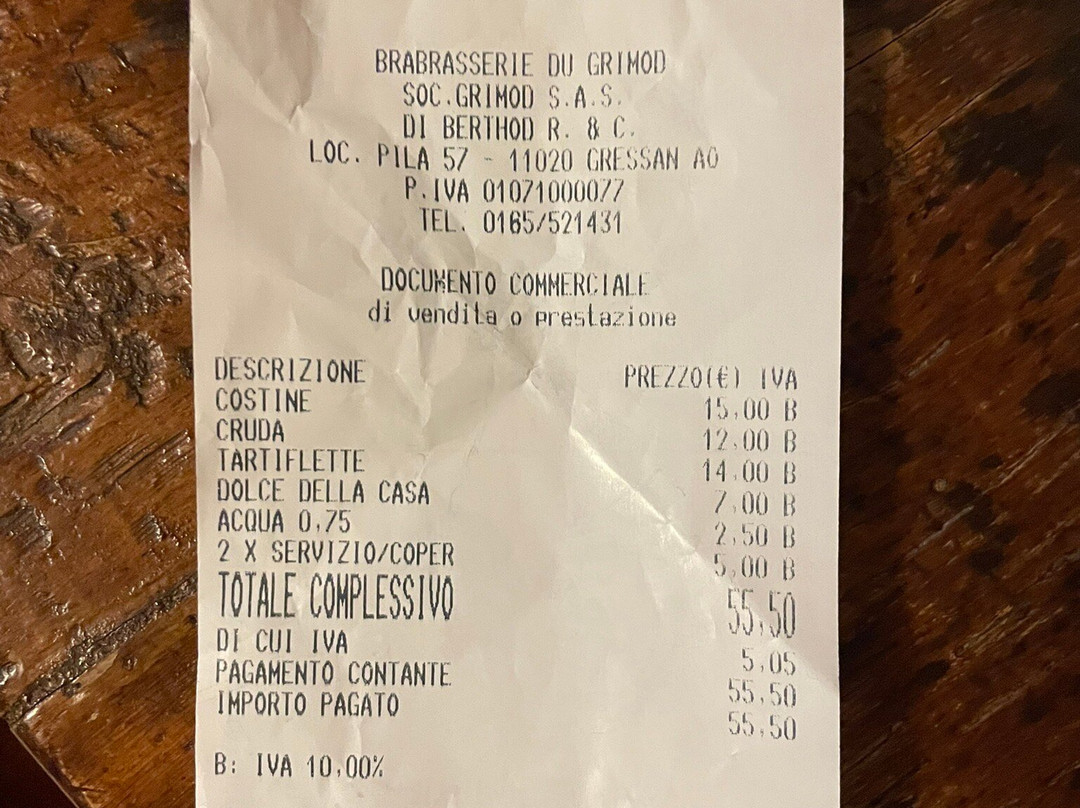 BRABRASSERIE DU GRIMOD
SOC.GRIMOD S.A.S.
DI BERTHOD R. & C.
LOC. PILA 57 - 11020 GRESSAN AO
P.IVA 01071000077
TEL. 0165/521431
DOCUMENTO COMMERCIALE
di vendita o prestazione
DESCRIZIONE PREZZO(€) IVA
COSTINE 15,00 B
CRUDA 12,00 B
TARTIFLETTE 14,00 B
DOLCE DELLA CASA 7,00 B
ACQUA 0,75 2,50 B
2 X SERVIZIO/COPER 5,00 B
TOTALE COMPLESSIVO 55,50
DI CUI IVA 5,05
PAGAMENTO CONTANTE 55,50
IMPORTO PAGATO 55,50
B: IVA 10,00%